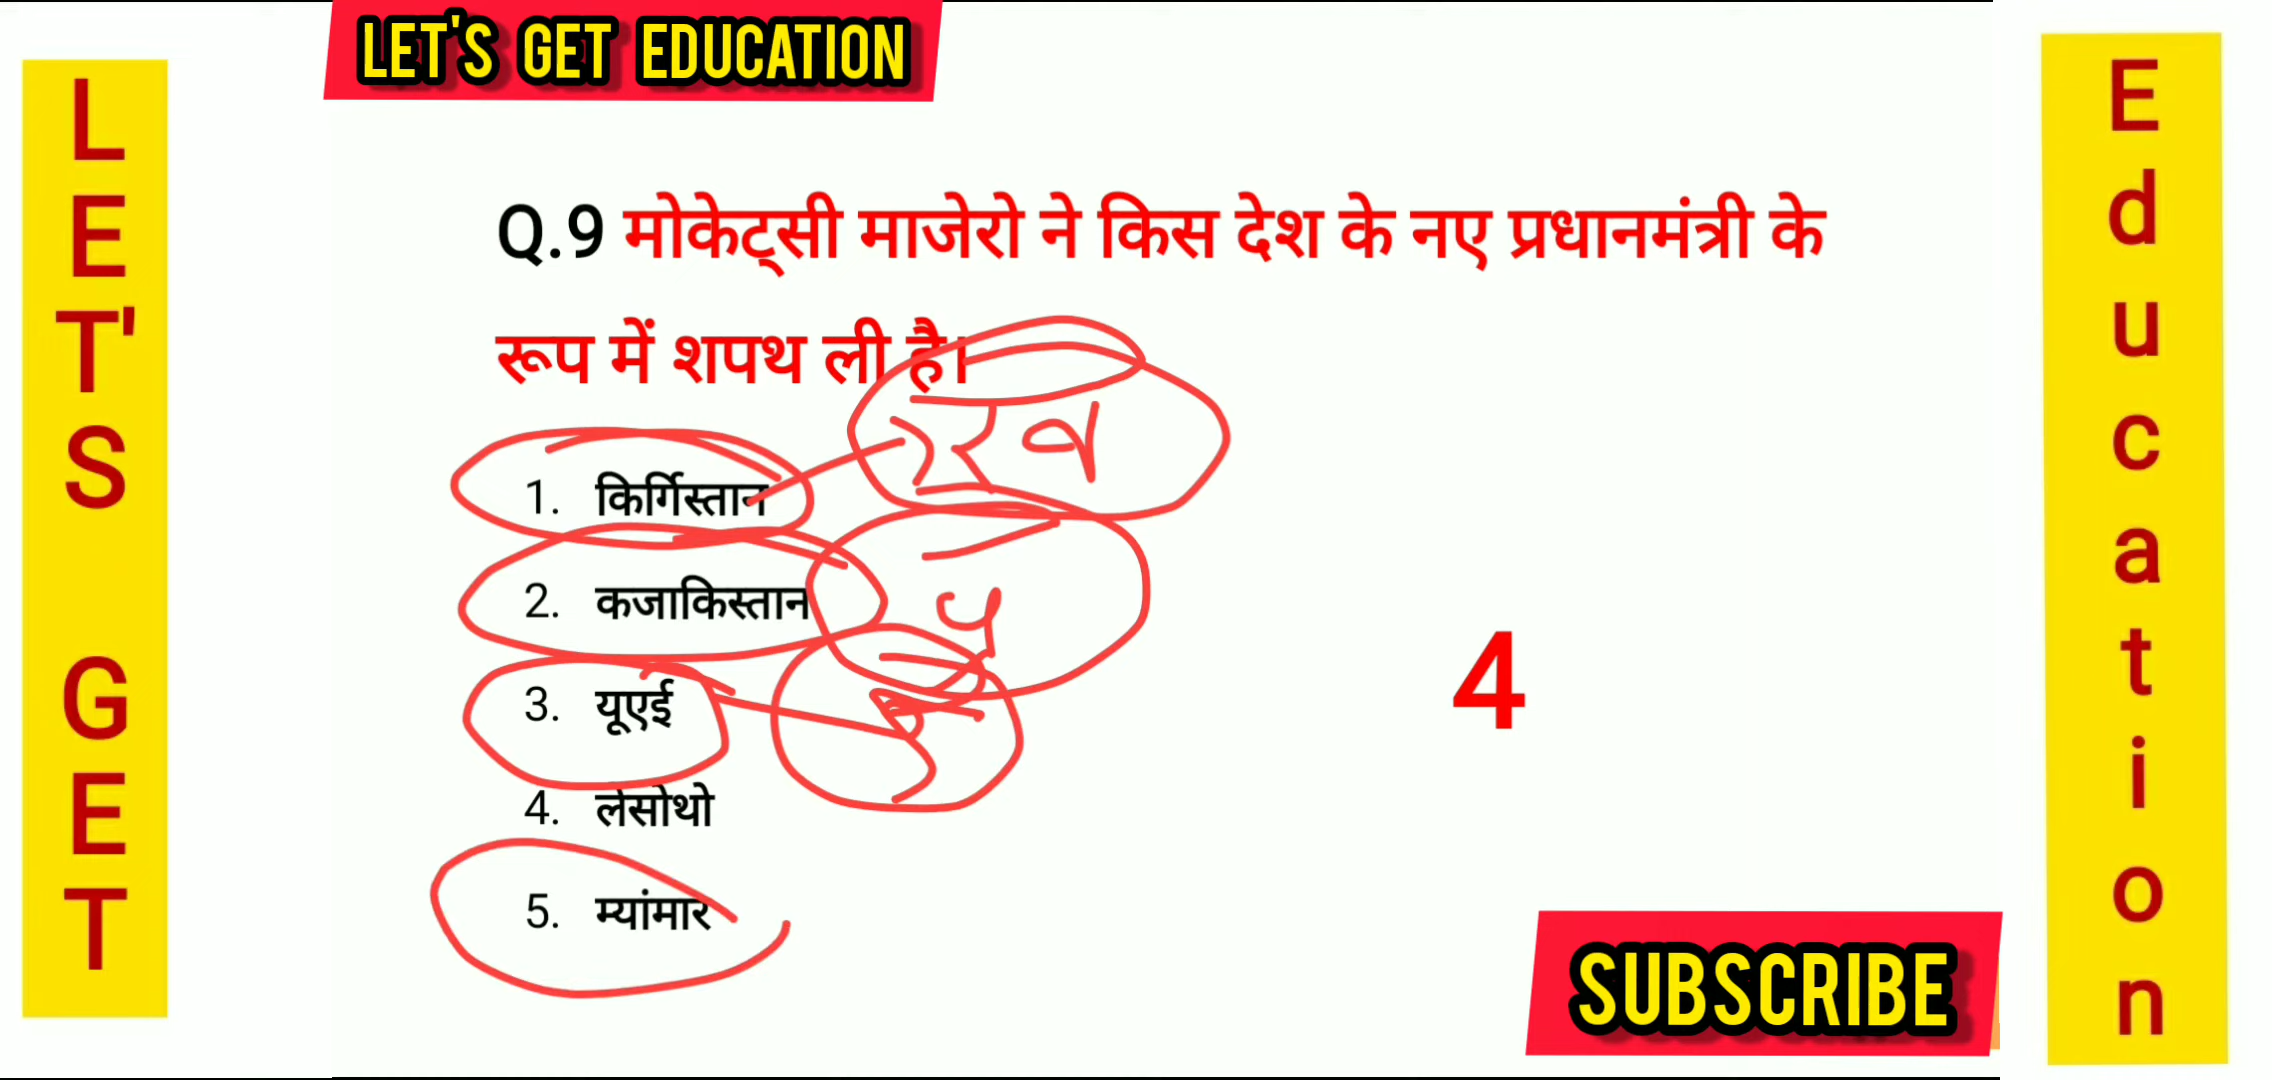 LET'S GET EDUCATION
LET'S GET
Q.9 मोकेट्सी माजेरो ने किस देश के नए प्रधानमंत्री के
रूप में शपथ ली है।
1. किर्गिस्तान
2. कजाकिस्तान
3. यूएई
4. लेसोथो
5. म्यांमार
4
SUBSCRIBE
Education